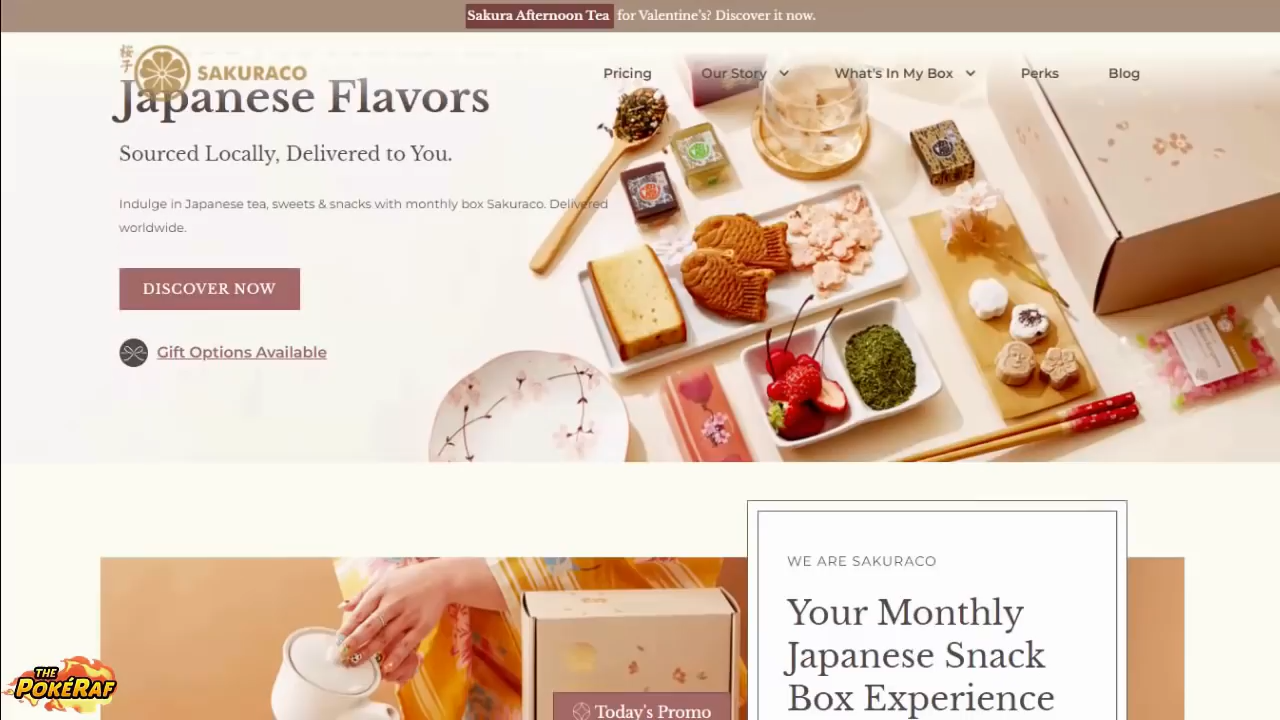 Sakura Afternoon Tea for Valentine's? Discover it now.
桜子
SAKURACO
Pricing
Our Story
What's In My Box
Perks
Blog
Japanese Flavors
Sourced Locally, Delivered to You.
Indulge in Japanese tea, sweets & snacks with monthly box Sakuraco. Delivered
worldwide.
DISCOVER NOW
Gift Options Available
WE ARE SAKURACO
Your Monthly
Japanese Snack
Box Experience
Today's Promo
THE
POKÉRAF